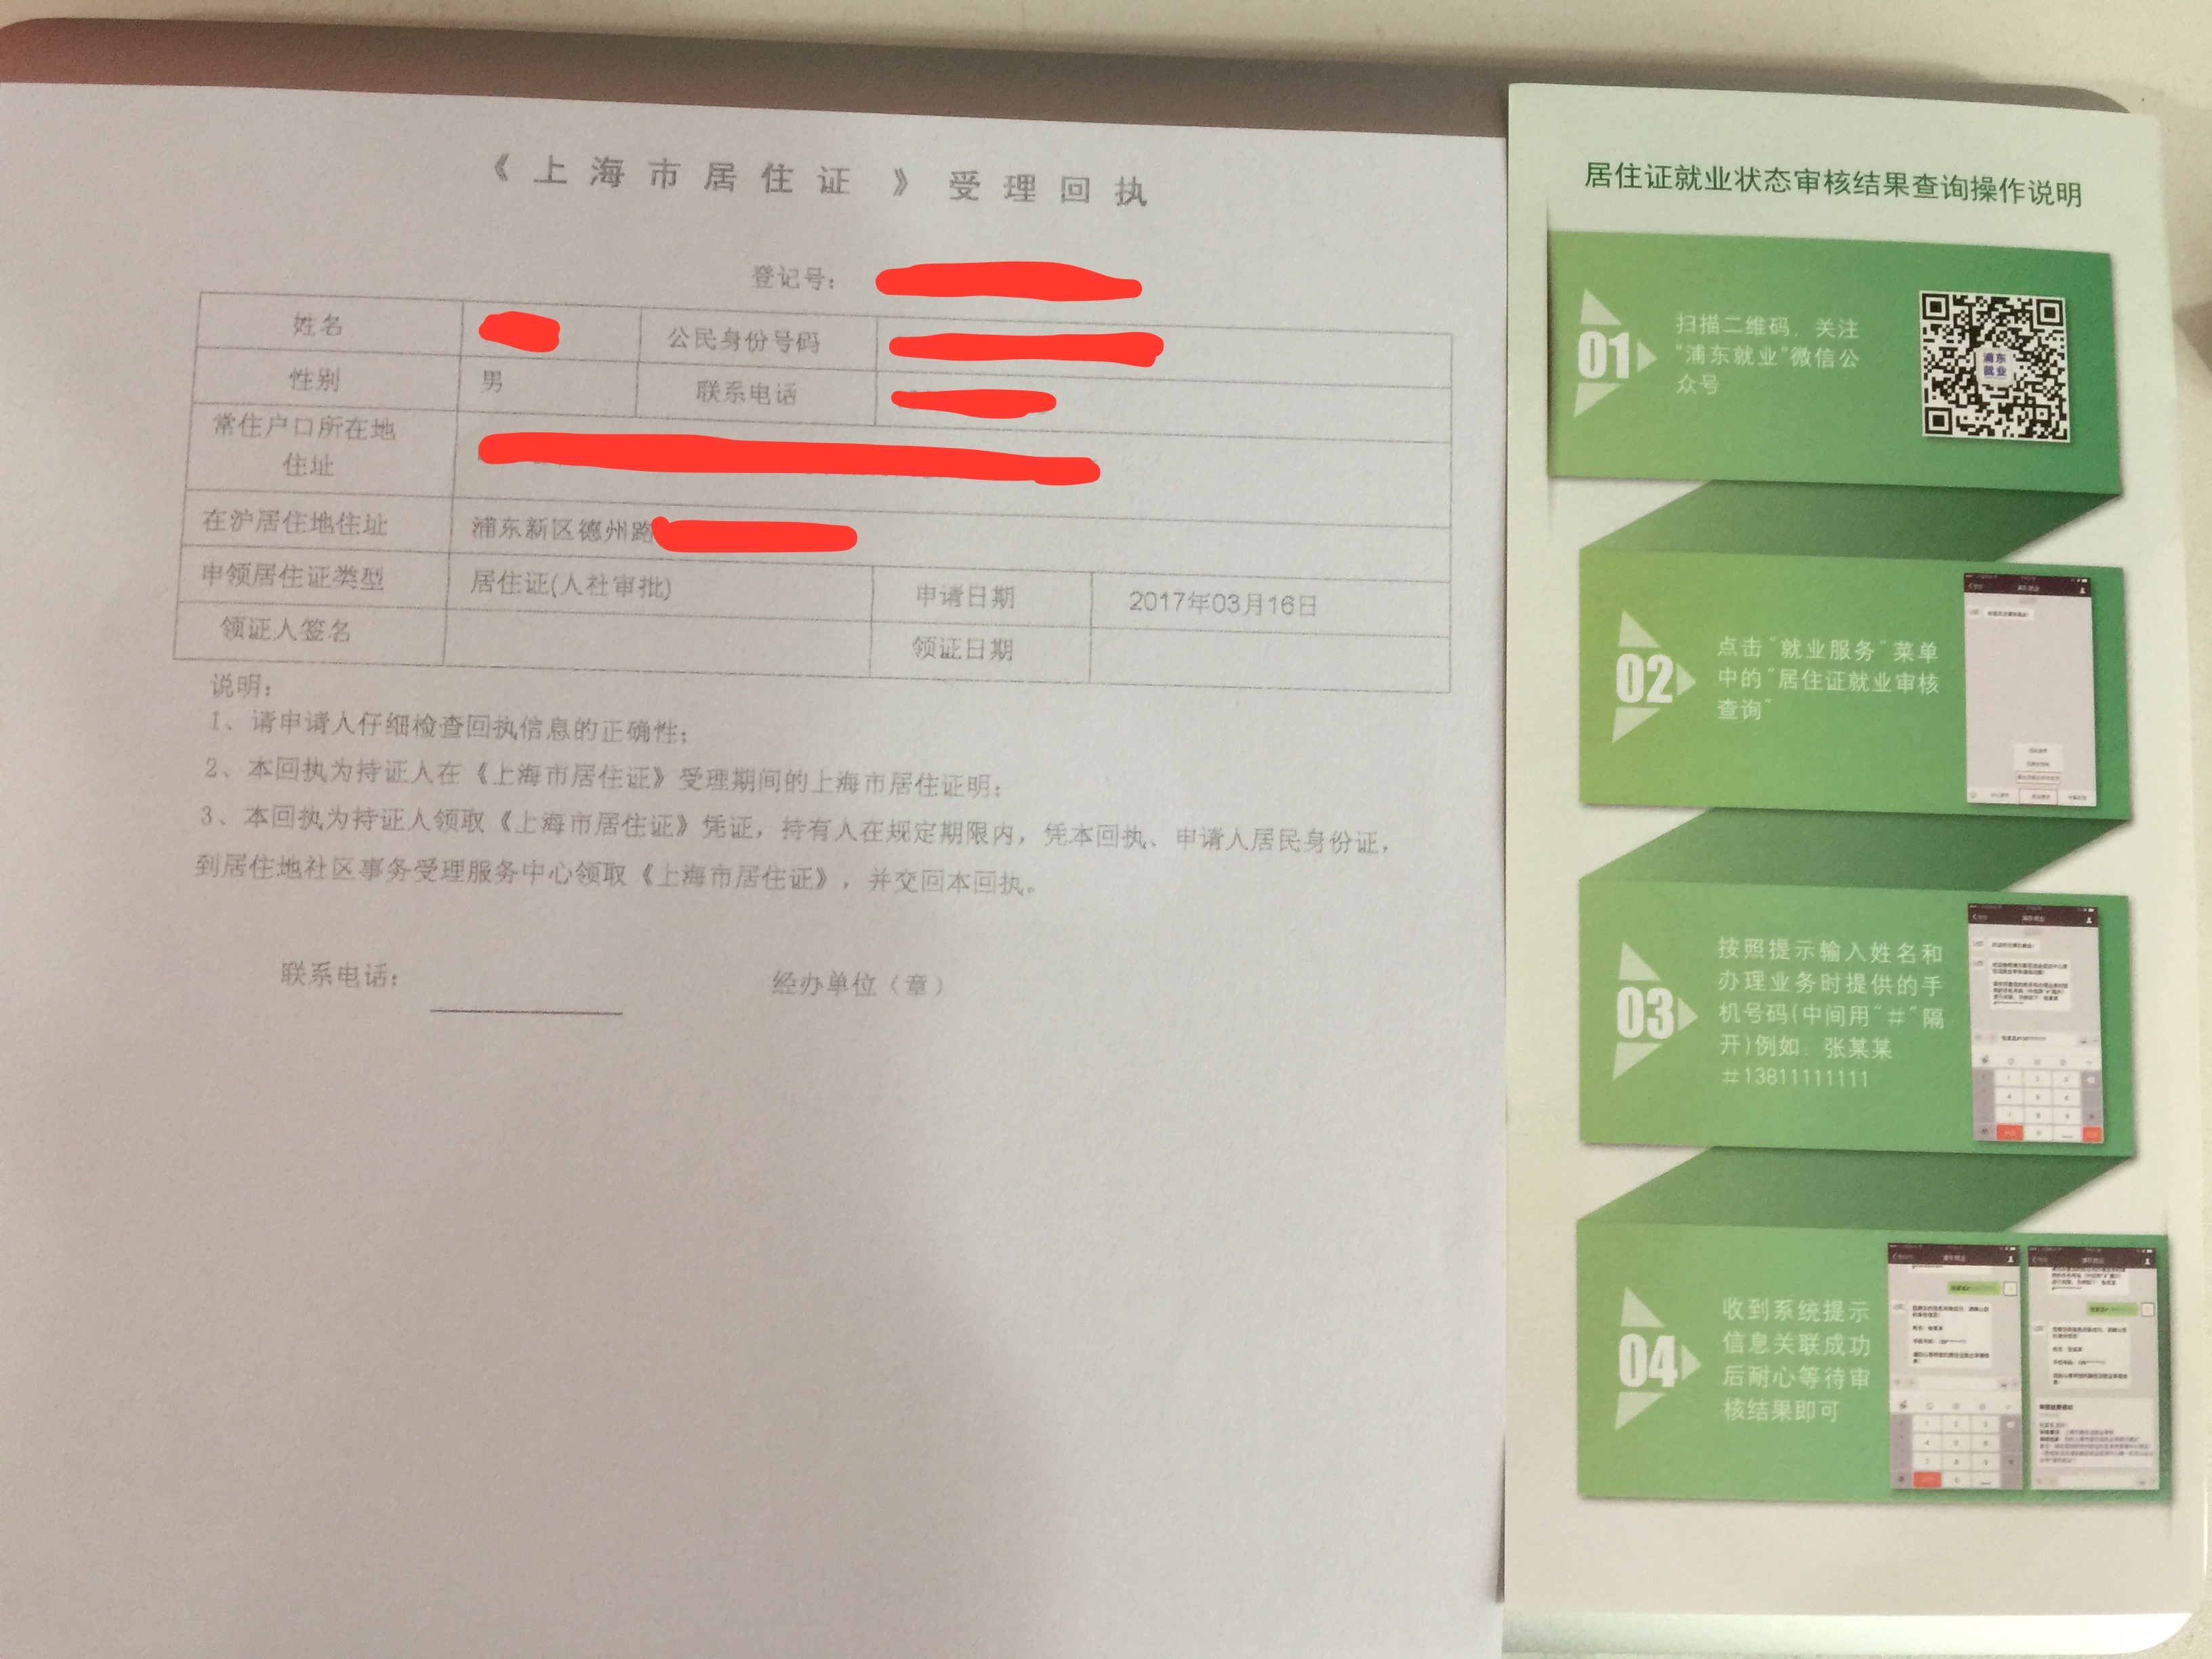 《上海市居住证》受理回执
登记号：
姓名
公民身份号码
性别
男
联系电话
常住户口所在地
住址
在沪居住地住址
浦东新区德州路
申领居住证类型
居住证(人社审批)
申请日期
2017年03月16日
领证人签名
领证日期
说明：
1、请申请人仔细检查回执信息的正确性；
2、本回执为持证人在《上海市居住证》受理期间的上海市居住证明；
3、本回执为持证人领取《上海市居住证》凭证，持有人在规定期限内，凭本回执、申请人居民身份证，
到居住地社区事务受理服务中心领取《上海市居住证》，并交回本回执。
联系电话：
经办单位（章）
居住证就业状态审核结果查询操作说明
01
扫描二维码，关注
“浦东就业”微信公
众号
浦东
就业
02
点击“就业服务”菜单
中的“居住证就业审核
查询”
03
按照提示输入姓名和
办理业务时提供的手
机号码(中间用“＃”隔
开)例如：张某某
＃13811111111
04
收到系统提示
信息关联成功
后耐心等待审
核结果即可